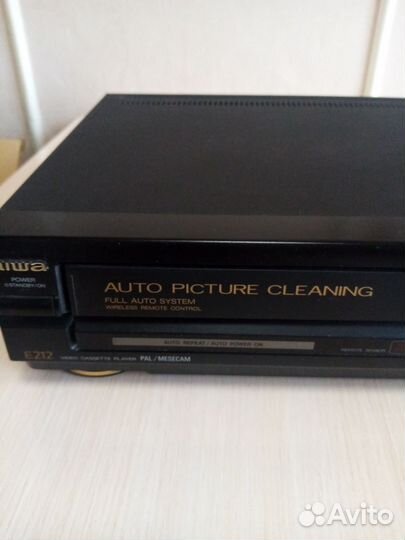 aiwa
POWER
⏻STANDBY/ON
AUTO PICTURE CLEANING
FULL AUTO SYSTEM
WIRELESS REMOTE CONTROL
AUTO REPEAT/AUTO POWER ON
REMOTE SENSOR
E212
VIDEO CASSETTE PLAYER PAL/MESECAM
Avito